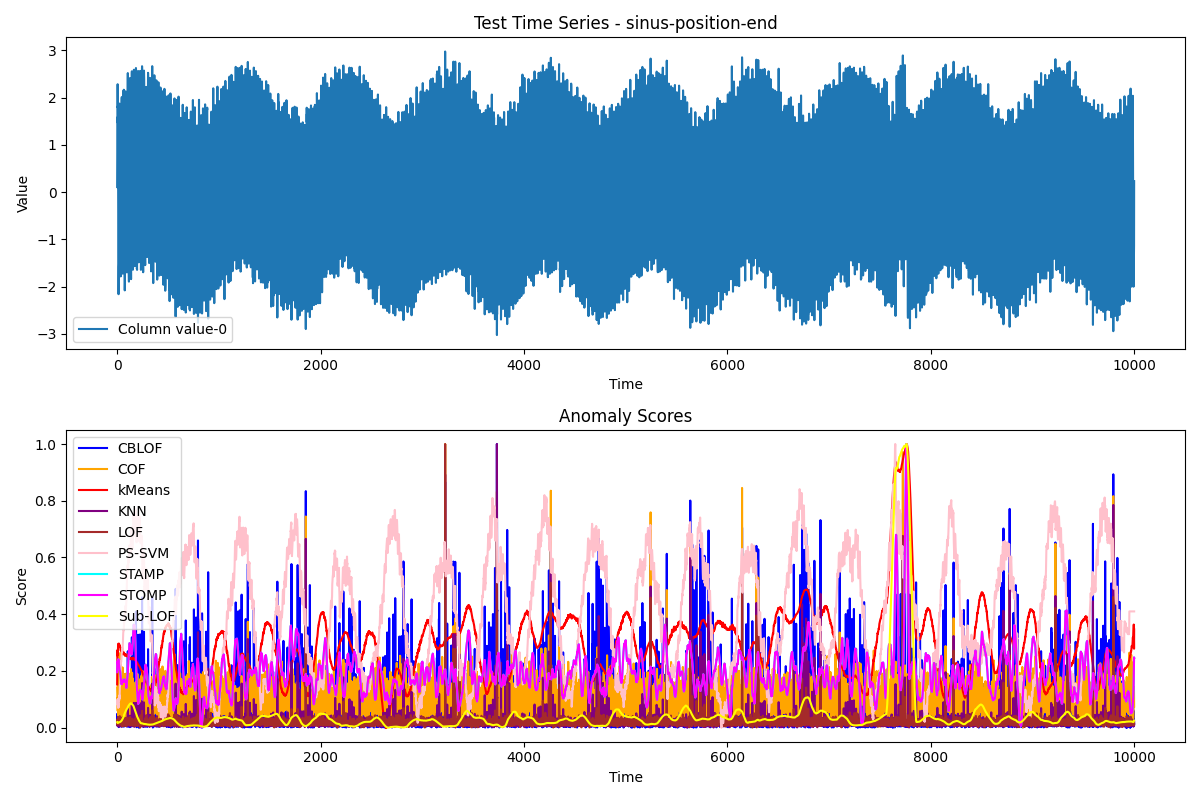 Test Time Series - sinus-position-end
3
2
1
0
−1
−2
−3
Value
Column value-0
0 2000 4000 6000 8000 10000
Time
Anomaly Scores
1.0
0.8
0.6
0.4
0.2
0.0
Score
CBLOF
COF
kMeans
KNN
LOF
PS-SVM
STAMP
STOMP
Sub-LOF
0 2000 4000 6000 8000 10000
Time